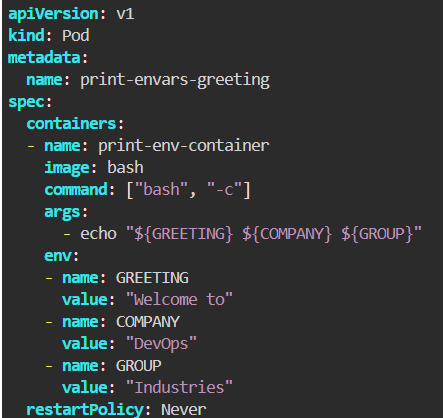 apiVersion: v1
kind: Pod
metadata:
  name: print-envars-greeting
spec:
  containers:
  - name: print-env-container
    image: bash
    command: ["bash", "-c"]
    args:
      - echo "${GREETING} ${COMPANY} ${GROUP}"
    env:
    - name: GREETING
      value: "Welcome to"
    - name: COMPANY
      value: "DevOps"
    - name: GROUP
      value: "Industries"
  restartPolicy: Never